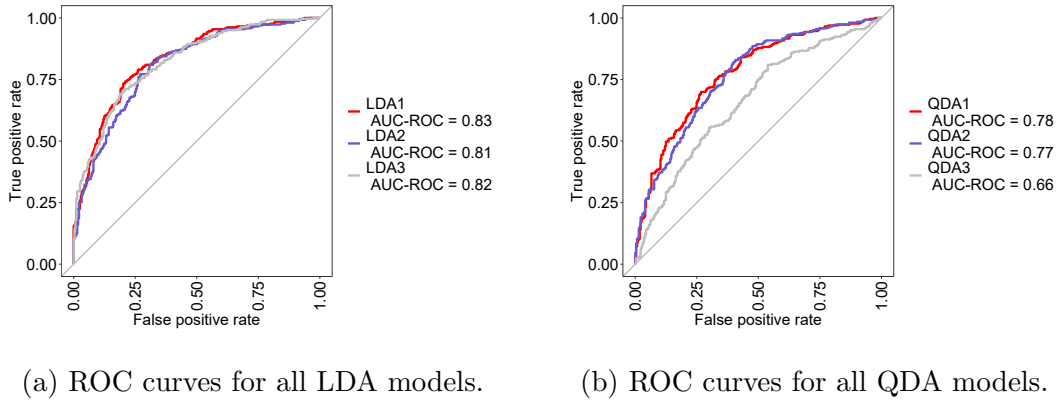 True positive rate
1.00
0.75
0.50
0.25
0.00
0.00
0.25
0.50
0.75
1.00
False positive rate
LDA1
AUC-ROC = 0.83
LDA2
AUC-ROC = 0.81
LDA3
AUC-ROC = 0.82
(a) ROC curves for all LDA models.
True positive rate
1.00
0.75
0.50
0.25
0.00
0.00
0.25
0.50
0.75
1.00
False positive rate
QDA1
AUC-ROC = 0.78
QDA2
AUC-ROC = 0.77
QDA3
AUC-ROC = 0.66
(b) ROC curves for all QDA models.